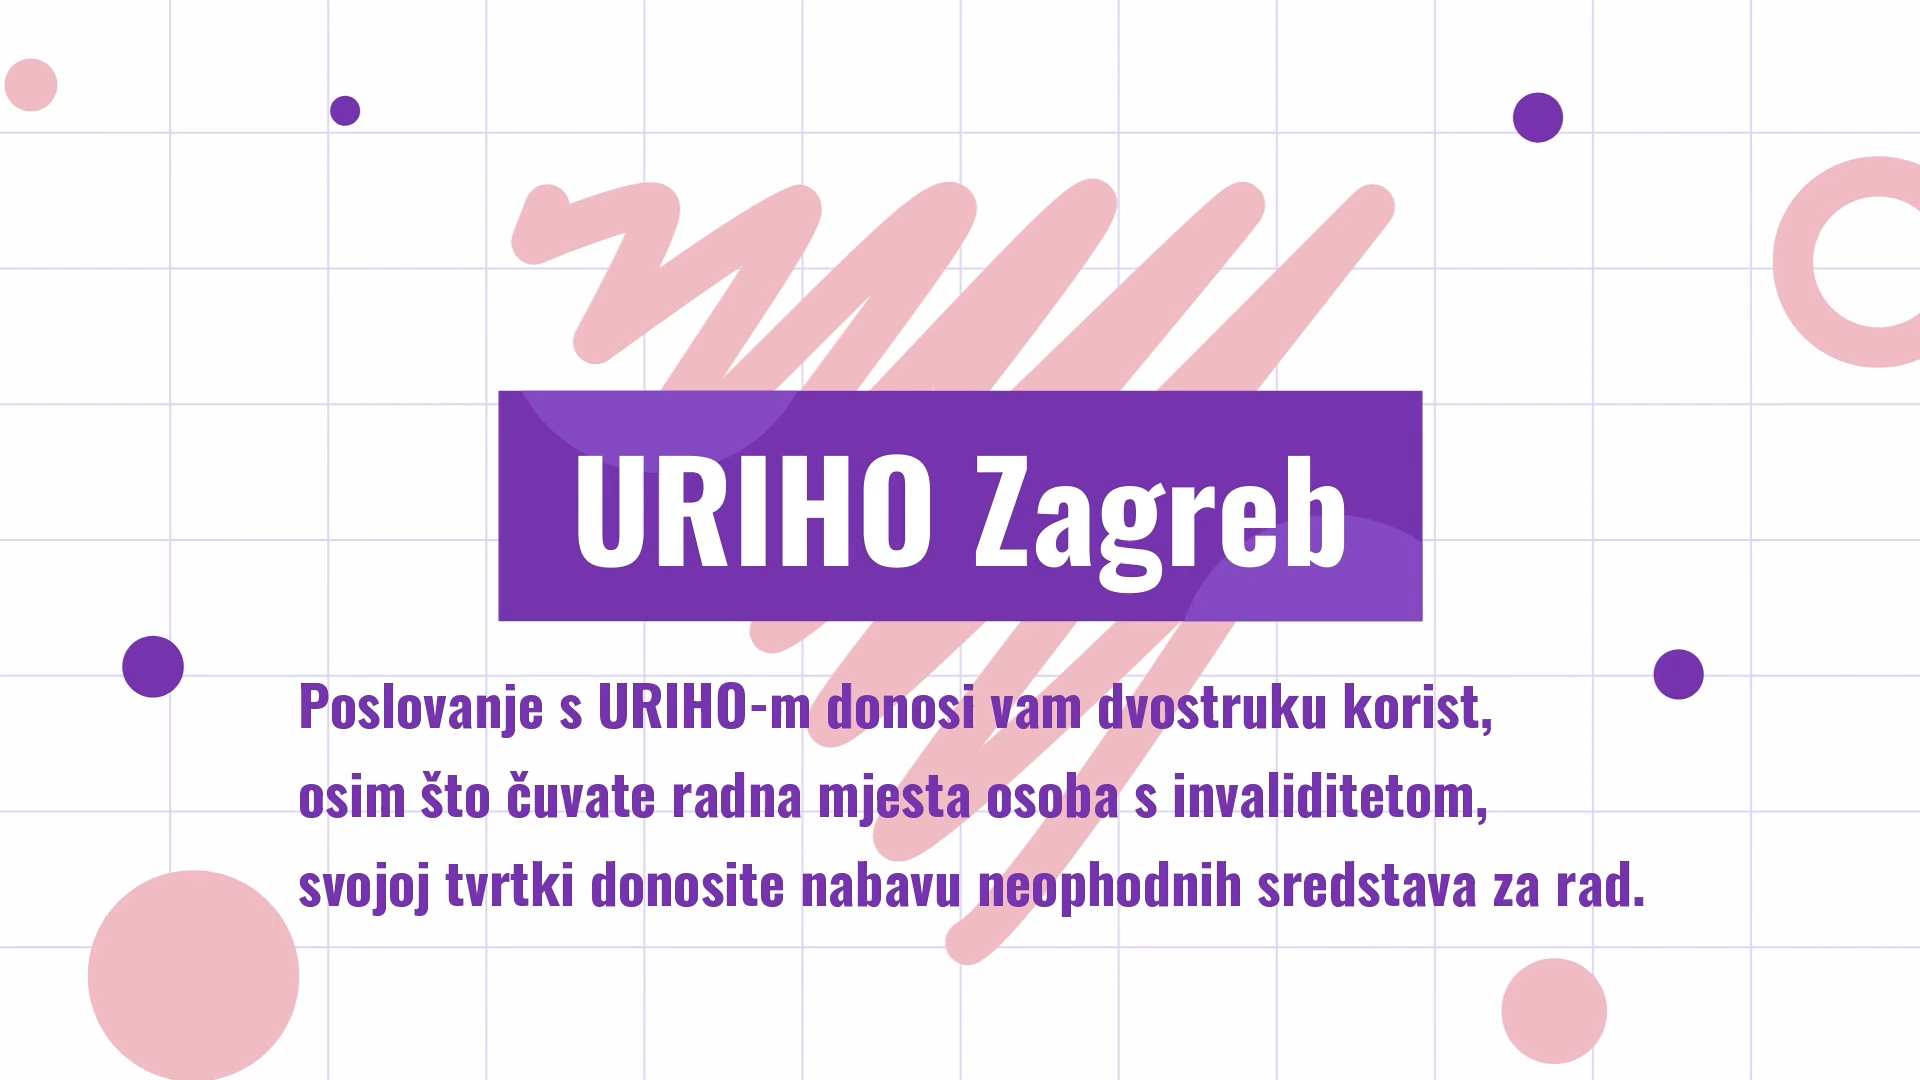 URIHO Zagreb
Poslovanje s URIHO-m donosi vam dvostruku korist,
osim što čuvate radna mjesta osoba s invaliditetom,
svojoj tvrtki donosite nabavu neophodnih sredstava za rad.